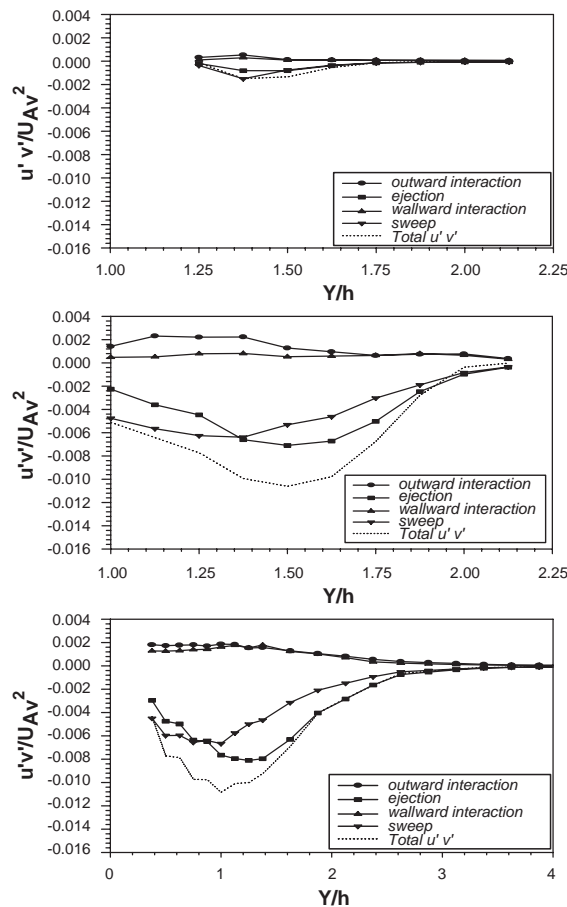 0.004
0.002
0.000
-0.002
-0.004
-0.006
-0.008
-0.010
-0.012
-0.014
-0.016
u' v'/U_Av^2
outward interaction
ejection
wallward interaction
sweep
Total u' v'
1.00 1.25 1.50 1.75 2.00 2.25
Y/h
0.004
0.002
0.000
-0.002
-0.004
-0.006
-0.008
-0.010
-0.012
-0.014
-0.016
u'v'/U_Av^2
outward interaction
ejection
wallward interaction
sweep
Total u' v'
1.00 1.25 1.50 1.75 2.00 2.25
Y/h
0.004
0.002
0.000
-0.002
-0.004
-0.006
-0.008
-0.010
-0.012
-0.014
-0.016
u'v'/U_Av^2
outward interaction
ejection
wallward interaction
sweep
Total u' v'
0 1 2 3 4
Y/h